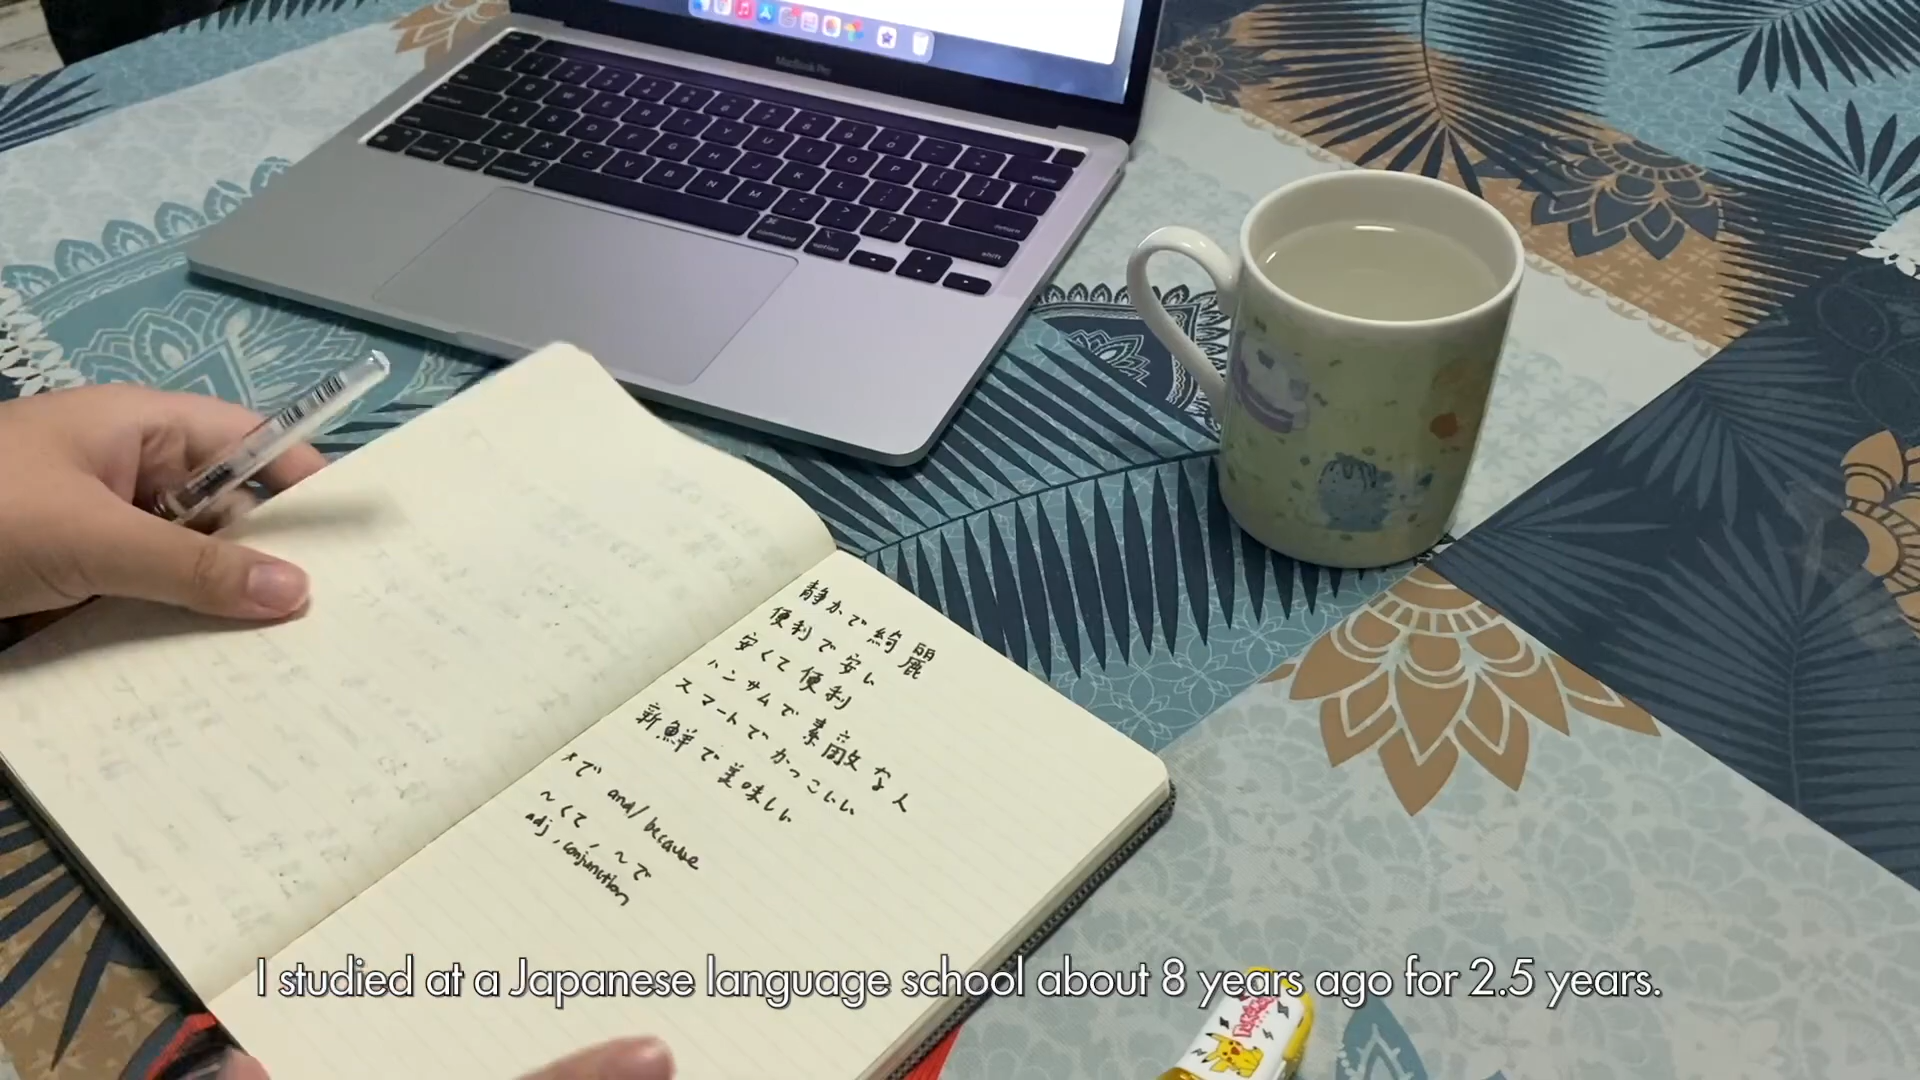 MacBook Pro
静かで綺麗
便利で安い
安くて便利
ハンサムで素敵な人
スマートでかっこいい
新鮮で美味しい
*で and/because
~くて, ~で
adj, conjunction
I studied at a Japanese language school about 8 years ago for 2.5 years.